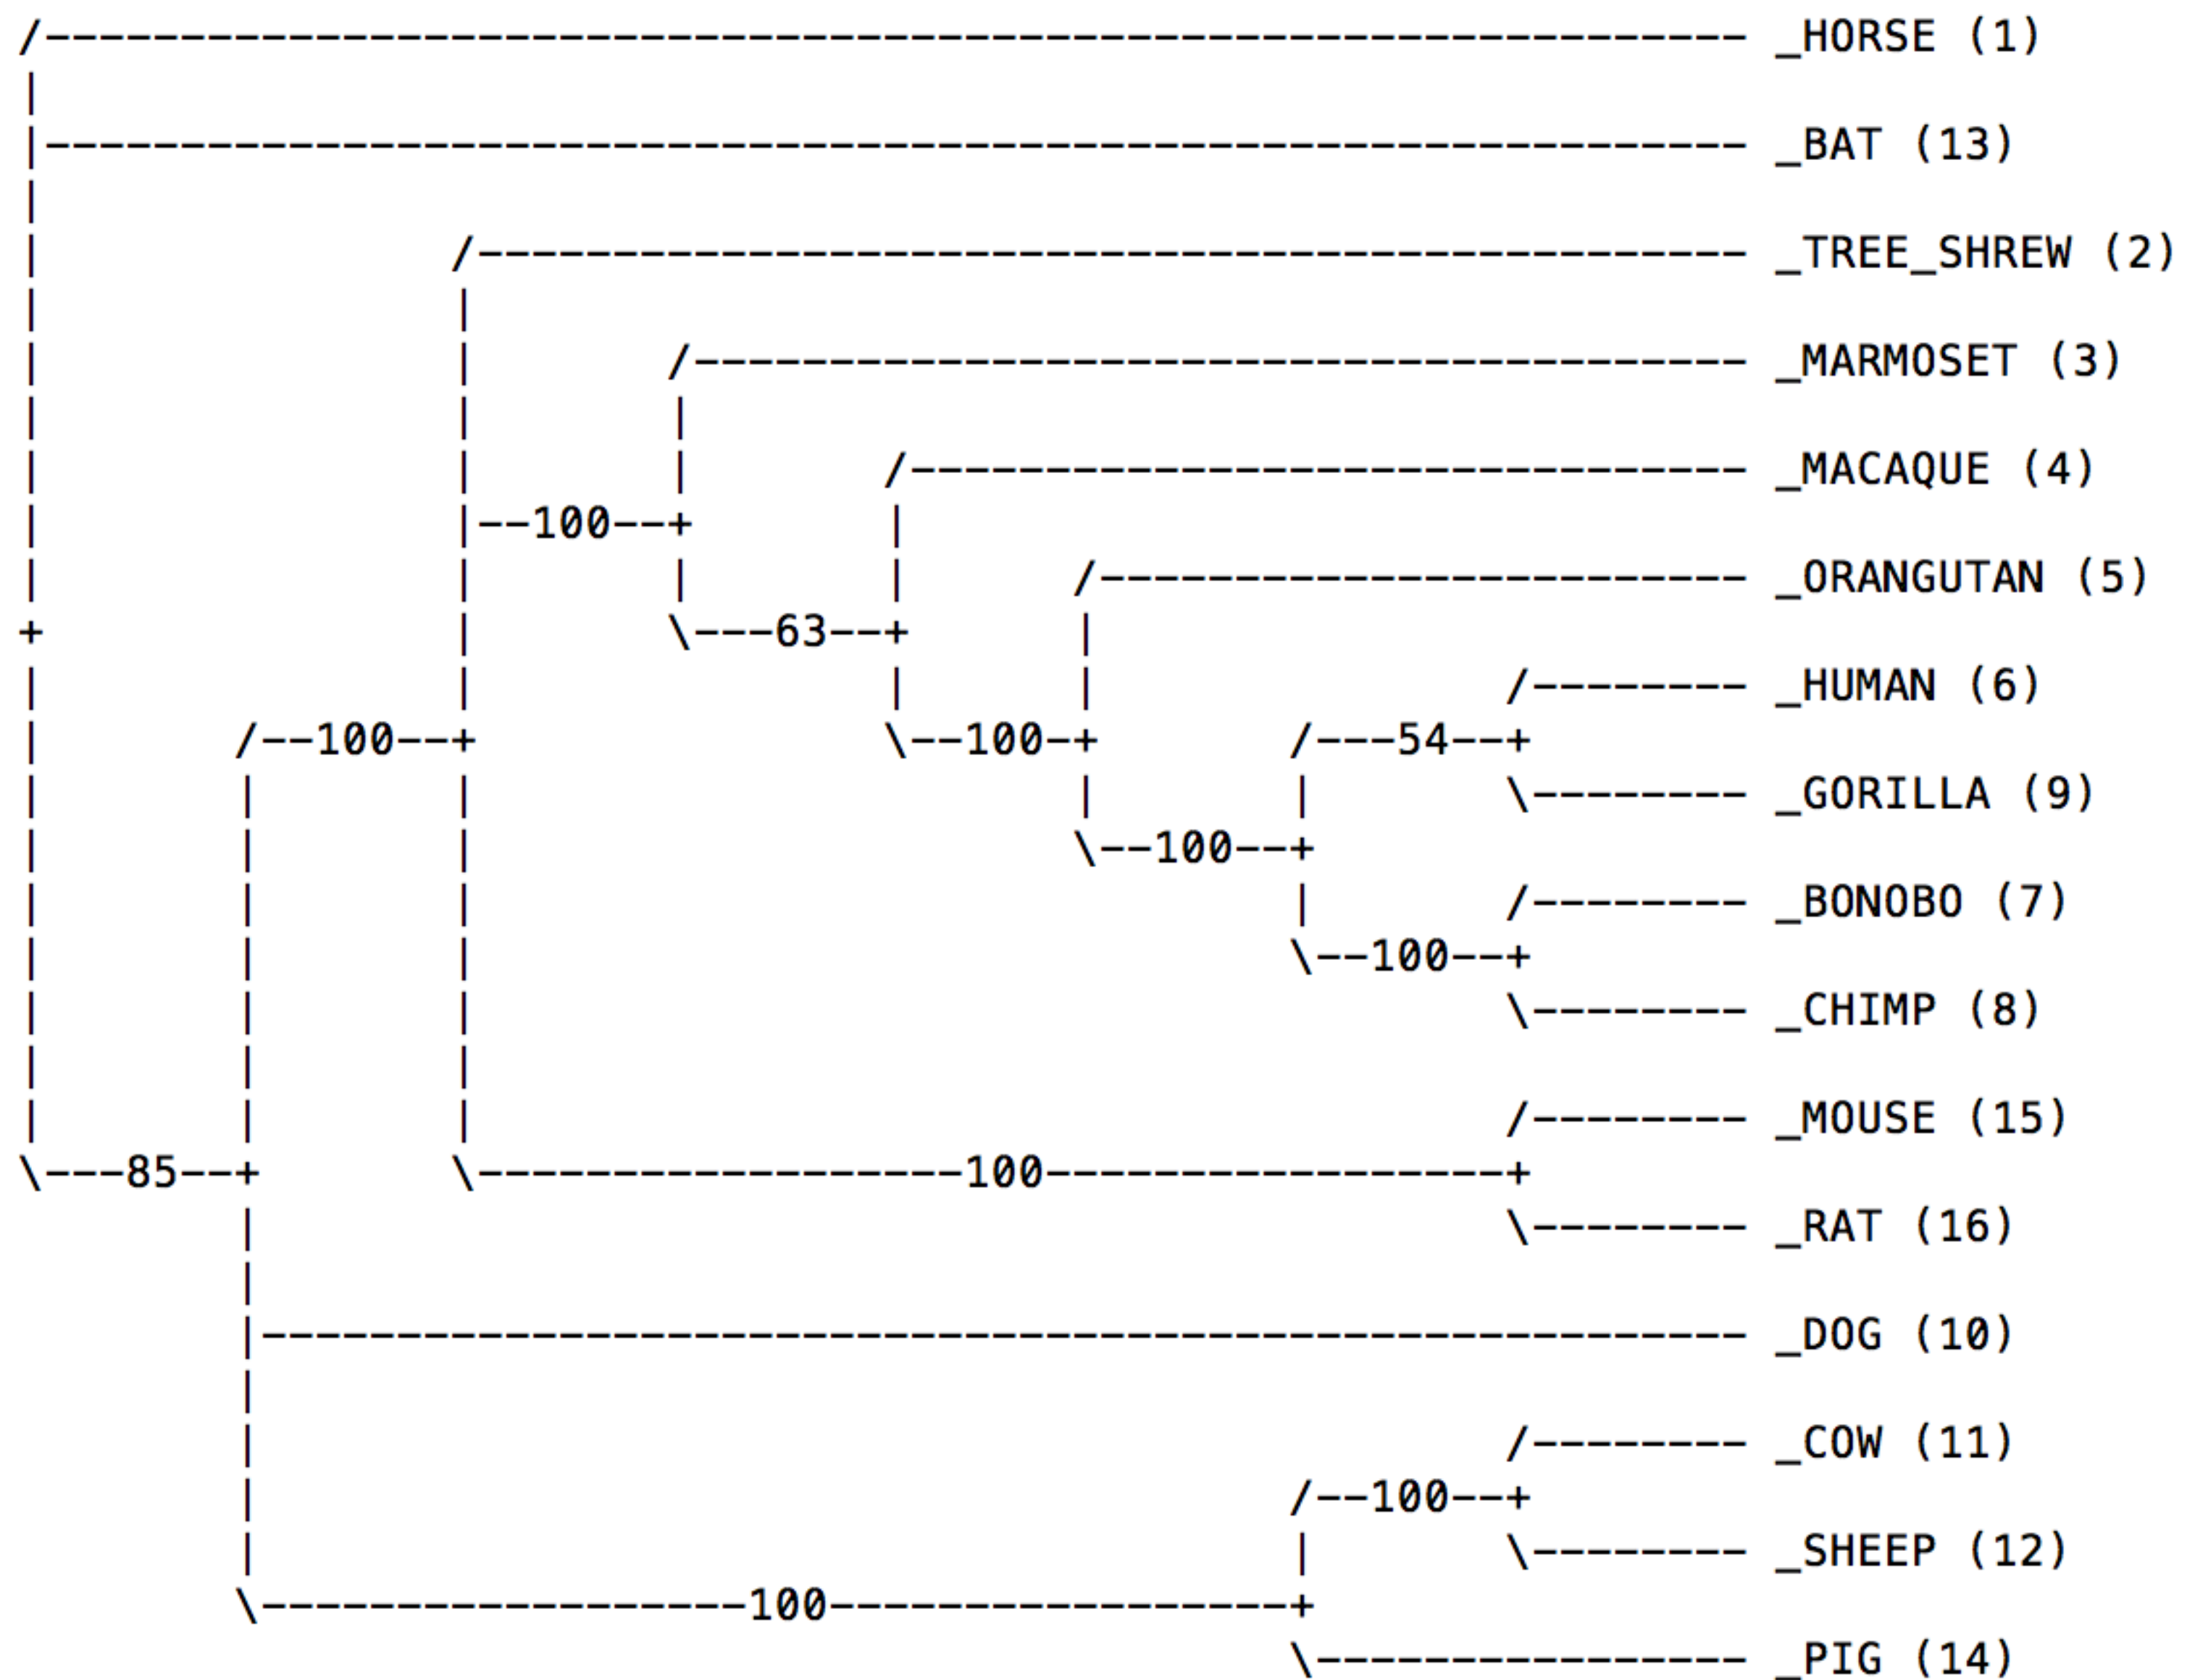 /--------------------------------------------------------------- _HORSE (1)
|
|--------------------------------------------------------------- _BAT (13)
|
|               /----------------------------------------------- _TREE_SHREW (2)
|               |
|               |       /--------------------------------------- _MARMOSET (3)
|               |       |
|               |       |       /------------------------------- _MACAQUE (4)
|               |--100--+       |
|               |       |       |      /------------------------ _ORANGUTAN (5)
+               |       \---63--+      |
|               |               |      |               /-------- _HUMAN (6)
|       /--100--+               \--100-+       /---54--+
|       |       |                      |       |       \-------- _GORILLA (9)
|       |       |                      \--100--+
|       |       |                              |       /-------- _BONOBO (7)
|       |       |                              \--100--+
|       |       |                                      \-------- _CHIMP (8)
|       |       |
|       |       |                                      /-------- _MOUSE (15)
\---85--+       \------------------100-----------------+
        |                                              \-------- _RAT (16)
        |
        |------------------------------------------------------- _DOG (10)
        |
        |                                              /-------- _COW (11)
        |                                      /--100--+
        |                                      |       \-------- _SHEEP (12)
        \------------------100-----------------+
                                               \---------------- _PIG (14)